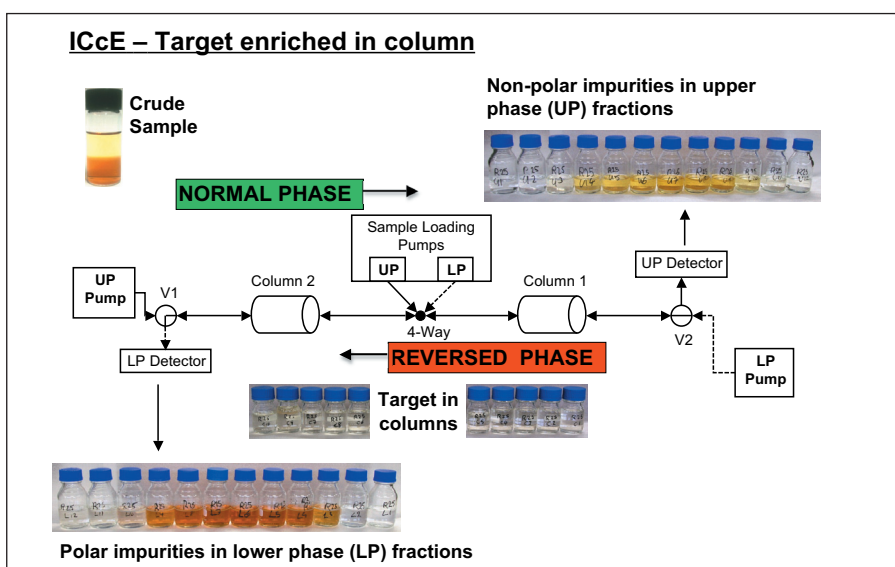 ICcE – Target enriched in column
Crude
Sample
Non-polar impurities in upper
phase (UP) fractions
NORMAL PHASE
Sample Loading
Pumps
UP
LP
UP Detector
UP
Pump
V1
Column 2
Column 1
4-Way
V2
LP Detector
REVERSED PHASE
LP
Pump
Target in
columns
Polar impurities in lower phase (LP) fractions